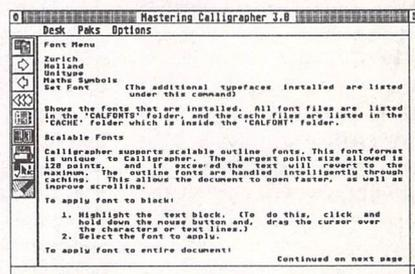 Mastering Calligrapher 3.0
Desk Paks Options
Font Menu
Zurich
Holland
Unitype
Maths Symbols
Set Font (The additional typefaces installed are listed
under this command)
Shows the fonts that are installed. All font files are listed
in the 'CALFONTS' folder, and the cache files are listed in the
'CACHE' folder which is inside the 'CALFONT' folder.
Scalable Fonts
Calligrapher supports scalable outline fonts. This font format
is unique to Calligrapher. The largest point size allowed is
128 points, and if exceeded the text will revert to the
maximum. The outline fonts are handled intelligently through
caching. This allows the document to open faster, as well as
improve scrolling.
To apply font to block:
1. Highlight the text block. (To do this, click and
hold down the mouse button and, drag the cursor over
the characters or text lines.)
2. Select the font to apply.
To apply font to entire document:
Continued on next page